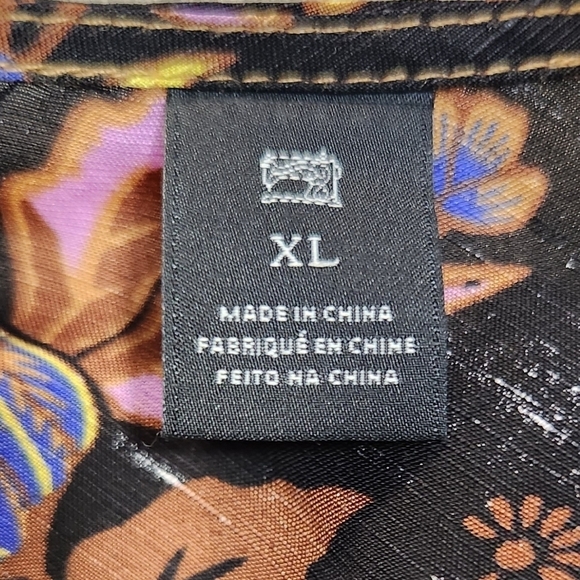 XL
MADE IN CHINA
FABRIQUÉ EN CHINE
FEITO NA CHINA